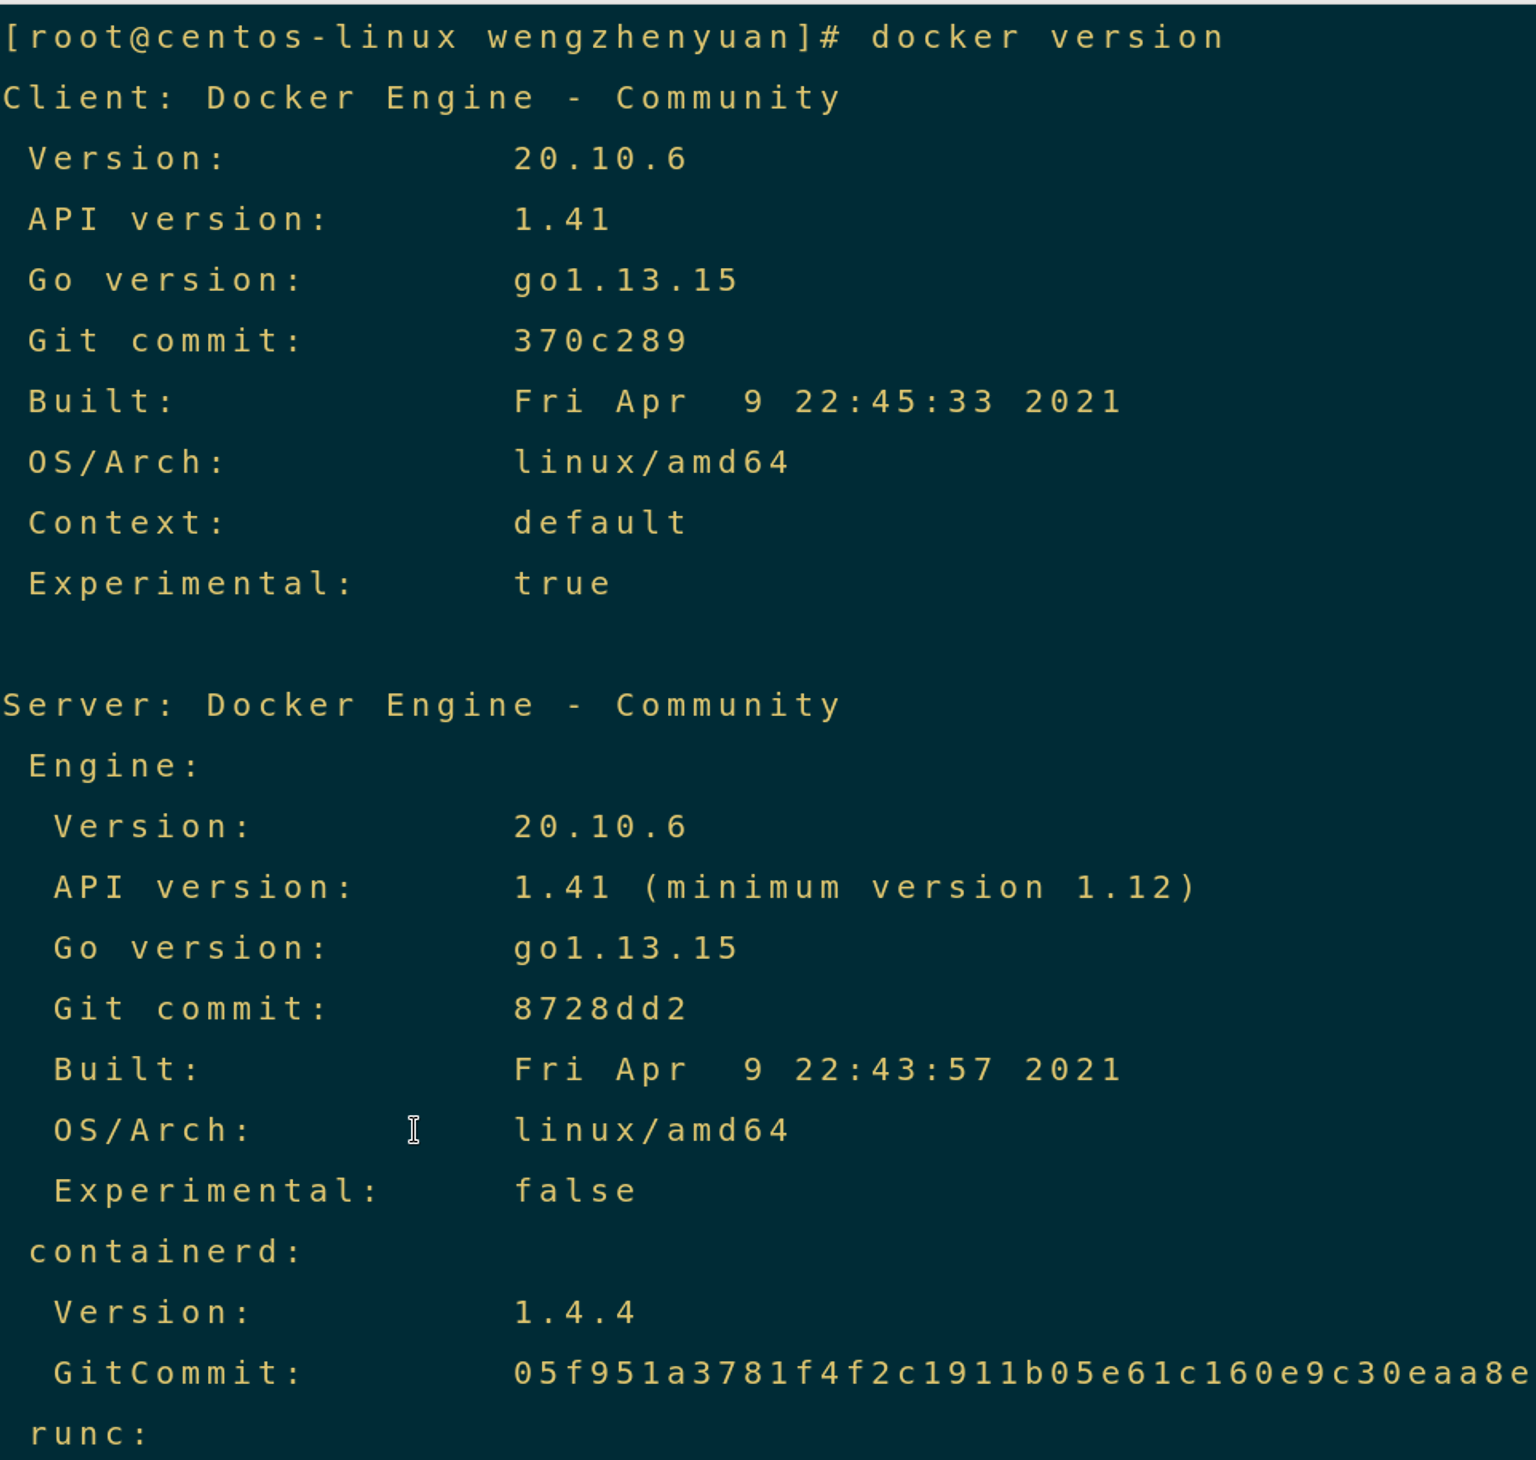 [root@centos-linux wengzhenyuan]# docker version
Client: Docker Engine - Community
 Version:           20.10.6
 API version:       1.41
 Go version:        go1.13.15
 Git commit:        370c289
 Built:             Fri Apr  9 22:45:33 2021
 OS/Arch:           linux/amd64
 Context:           default
 Experimental:      true

Server: Docker Engine - Community
 Engine:
  Version:          20.10.6
  API version:      1.41 (minimum version 1.12)
  Go version:       go1.13.15
  Git commit:       8728dd2
  Built:            Fri Apr  9 22:43:57 2021
  OS/Arch:          linux/amd64
  Experimental:     false
 containerd:
  Version:          1.4.4
  GitCommit:        05f951a3781f4f2c1911b05e61c160e9c30eaa8e
 runc: